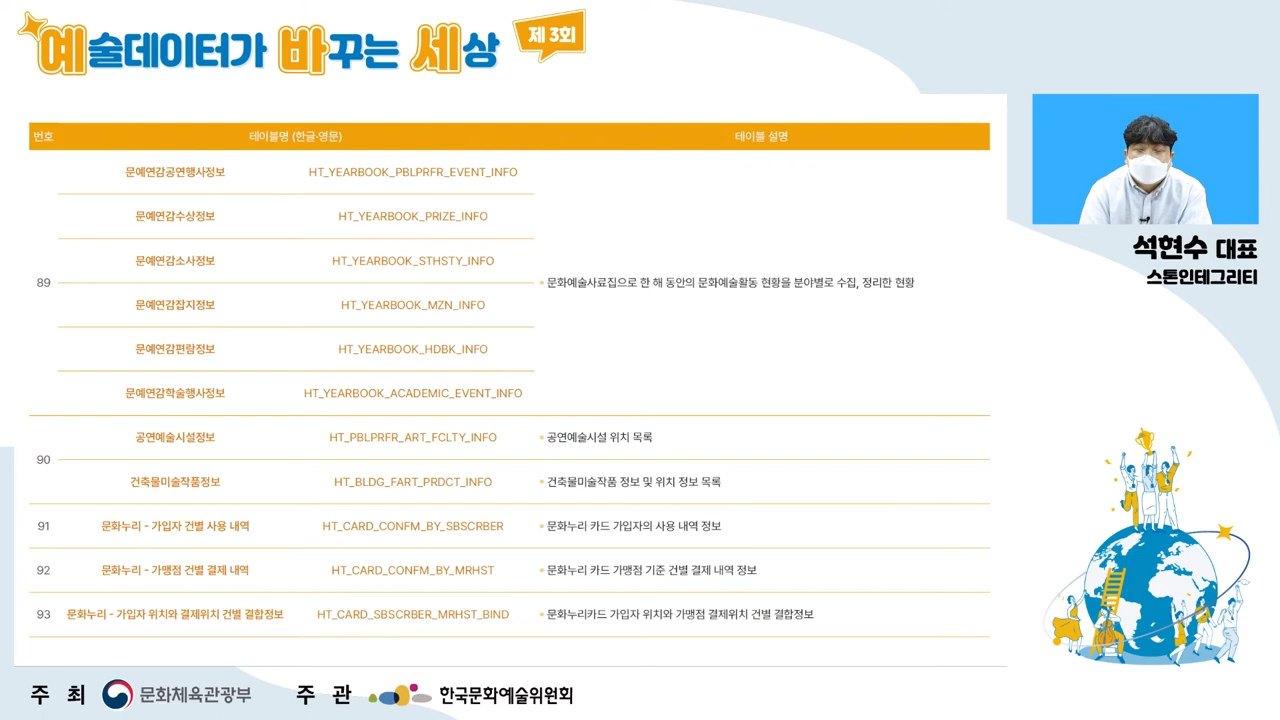 예술데이터가 바꾸는 세상 제 3회
번호 테이블명 (한글·영문) 테이블 설명
문예연감공연행사정보 HT_YEARBOOK_PBLPRFR_EVENT_INFO
문예연감수상정보 HT_YEARBOOK_PRIZE_INFO
문예연감소사정보 HT_YEARBOOK_STHSTY_INFO
89 • 문화예술사료집으로 한 해 동안의 문화예술활동 현황을 분야별로 수집, 정리한 현황
문예연감잡지정보 HT_YEARBOOK_MZN_INFO
문예연감편람정보 HT_YEARBOOK_HDBK_INFO
문예연감학술행사정보 HT_YEARBOOK_ACADEMIC_EVENT_INFO
공연예술시설정보 HT_PBLPRFR_ART_FCLTY_INFO • 공연예술시설 위치 목록
90
건축물미술작품정보 HT_BLDG_FART_PRDCT_INFO • 건축물미술작품 정보 및 위치 정보 목록
91 문화누리 - 가입자 건별 사용 내역 HT_CARD_CONFM_BY_SBSCRBER • 문화누리 카드 가입자의 사용 내역 정보
92 문화누리 - 가맹점 건별 결제 내역 HT_CARD_CONFM_BY_MRHST • 문화누리 카드 가맹점 기준 건별 결제 내역 정보
93 문화누리 - 가입자 위치와 결제위치 건별 결합정보 HT_CARD_SBSCRBER_MRHST_BIND • 문화누리카드 가입자 위치와 가맹점 결제위치 건별 결합정보
석현수 대표
스톤인테그리티
주 최 문화체육관광부 주 관 한국문화예술위원회